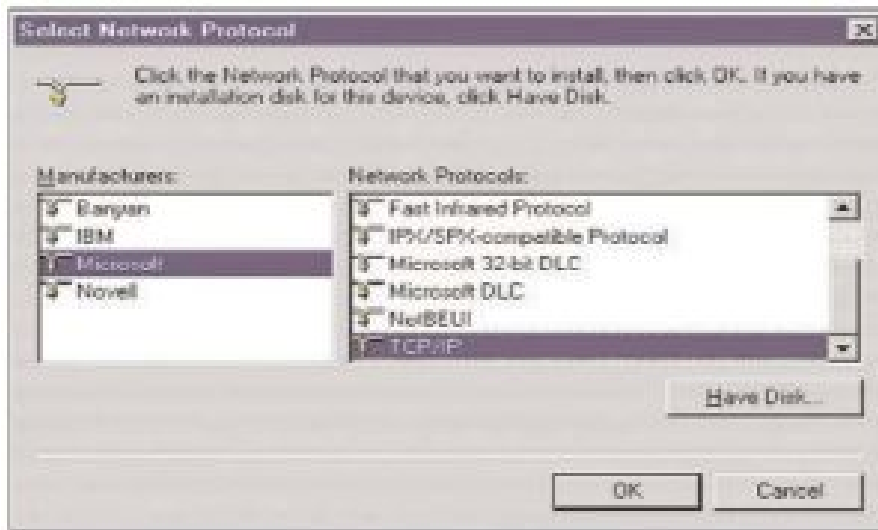 Select Network Protocol
Click the Network Protocol that you want to install, then click OK. If you have
an installation disk for this device, click Have Disk.
Manufacturers:
Banyan
IBM
Microsoft
Novell
Network Protocols:
Fast Infrared Protocol
IPX/SPX-compatible Protocol
Microsoft 32-bit DLC
Microsoft DLC
NetBEUI
TCP/IP
Have Disk...
OK
Cancel